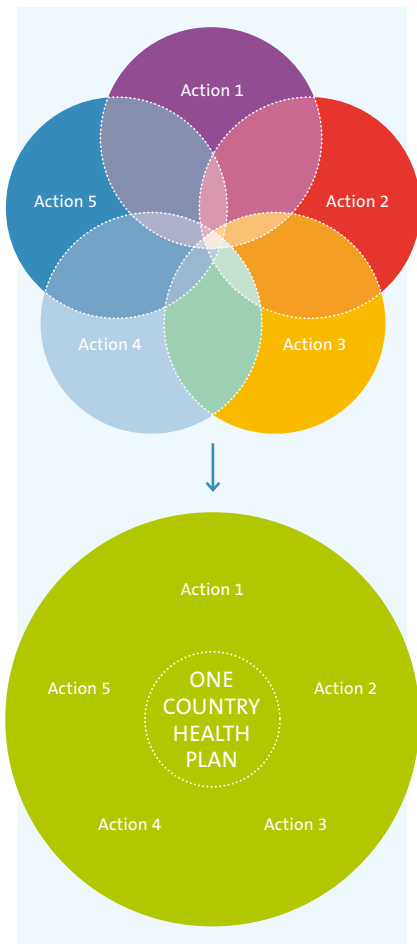 Action 1
Action 5
Action 2
Action 4
Action 3
Action 1
Action 5
Action 2
ONE
COUNTRY
HEALTH
PLAN
Action 4
Action 3